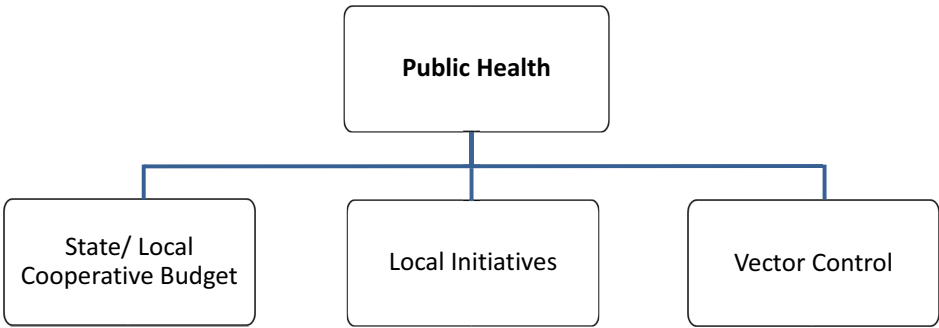 Public Health
State/ Local
Cooperative Budget
Local Initiatives
Vector Control